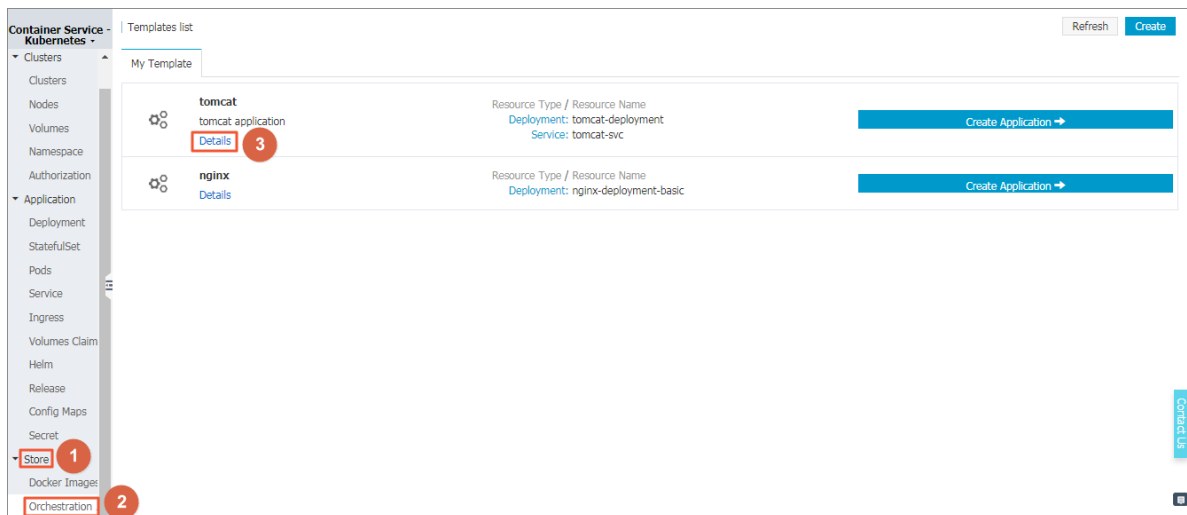 Container Service -
Kubernetes
Clusters
Clusters
Nodes
Volumes
Namespace
Authorization
Application
Deployment
StatefulSet
Pods
Service
Ingress
Volumes Claim
Helm
Release
Config Maps
Secret
Store
1
Docker Images
Orchestration
2
Templates list
Refresh
Create
My Template
tomcat
tomcat application
Details
3
Resource Type / Resource Name
Deployment: tomcat-deployment
Service: tomcat-svc
Create Application ➔
nginx
Details
Resource Type / Resource Name
Deployment: nginx-deployment-basic
Create Application ➔
Contact Us